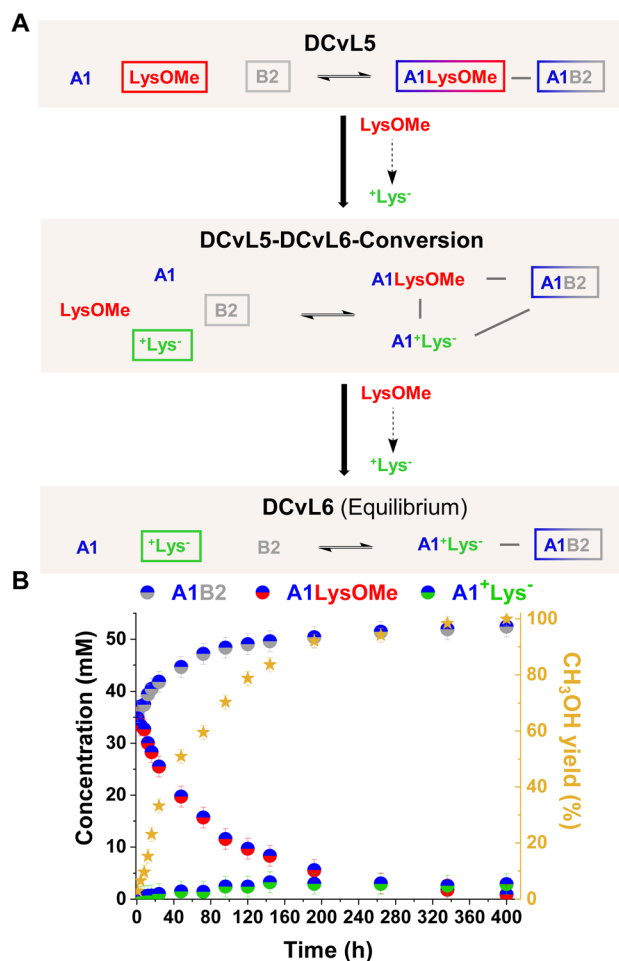 A
DCvL5
A1 LysOMe B2 A1LysOMe A1B2
LysOMe
⁺Lys⁻
DCvL5-DCvL6-Conversion
A1
A1LysOMe A1B2
LysOMe B2
⁺Lys⁻ A1⁺Lys⁻
LysOMe
⁺Lys⁻
DCvL6 (Equilibrium)
A1 ⁺Lys⁻ B2 A1⁺Lys⁻ A1B2
B
A1B2 A1LysOMe A1⁺Lys⁻
Concentration (mM)
60
50
40
30
20
10
0
100
80
60
40
20
0
CH₃OH yield (%)
0 40 80 120 160 200 240 280 320 360 400
Time (h)